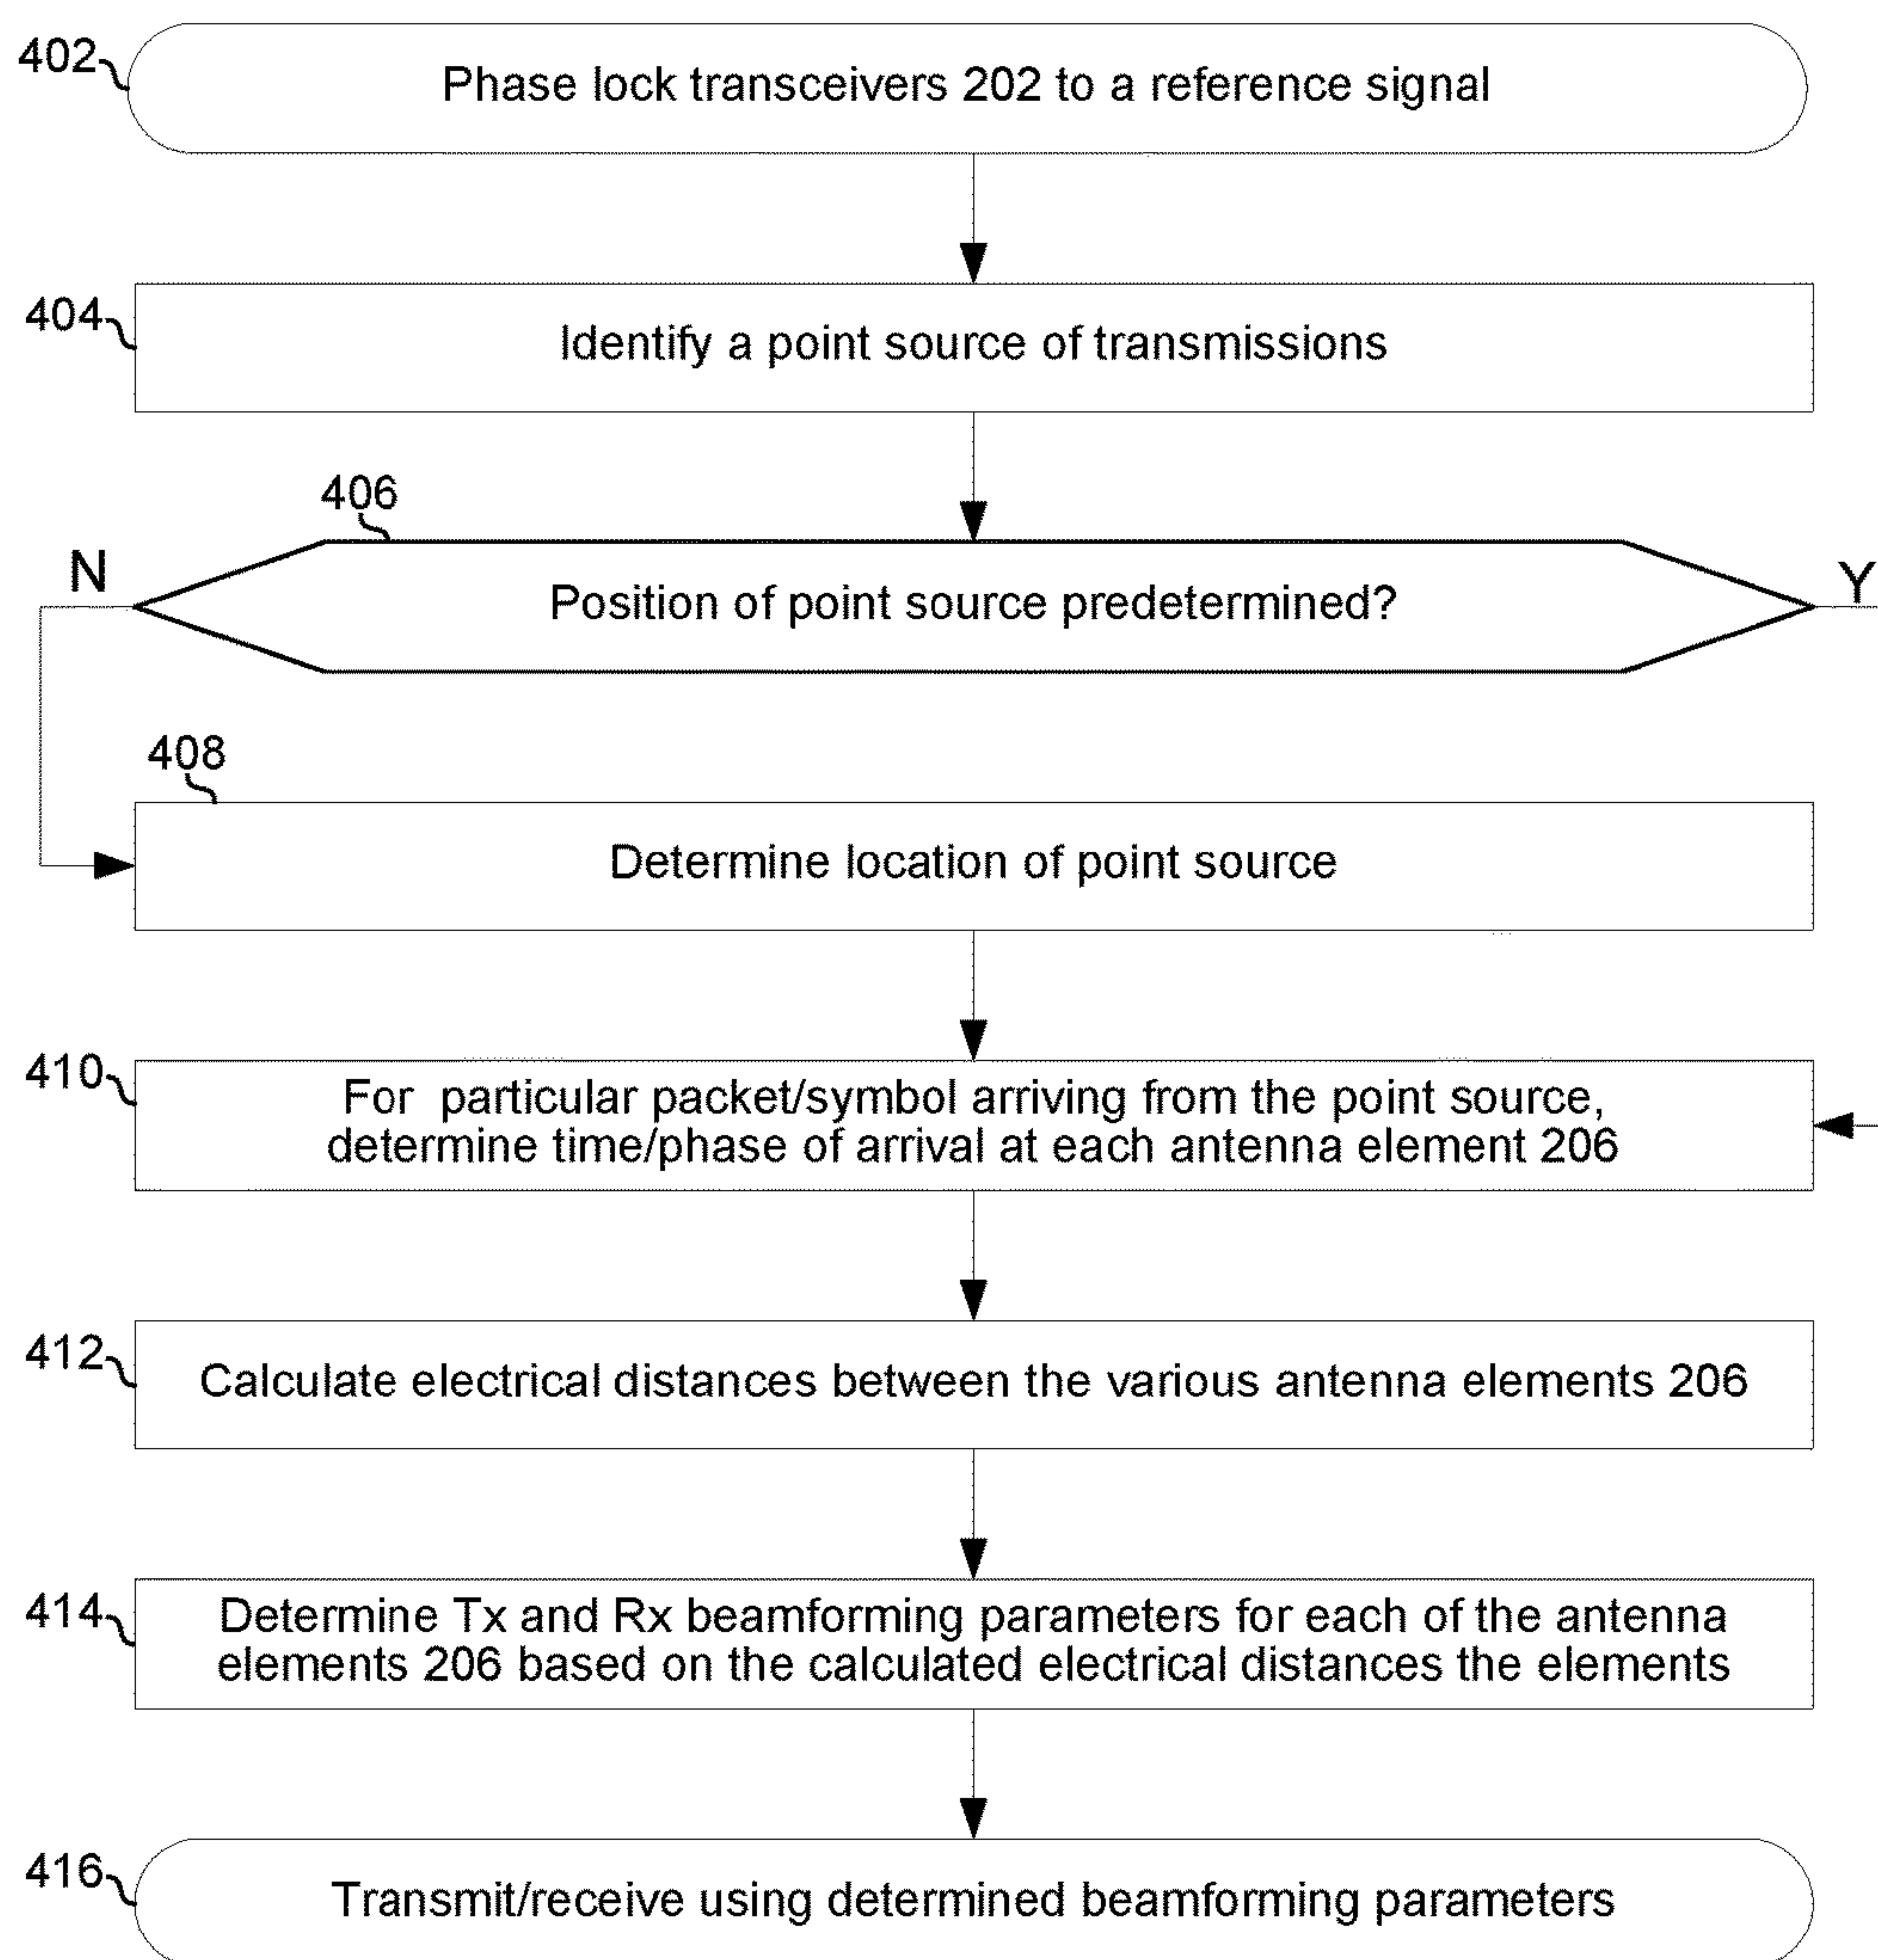 402
Phase lock transceivers 202 to a reference signal
404
Identify a point source of transmissions
406
N
Position of point source predetermined?
Y
408
Determine location of point source
410
For particular packet/symbol arriving from the point source,
determine time/phase of arrival at each antenna element 206
412
Calculate electrical distances between the various antenna elements 206
414
Determine Tx and Rx beamforming parameters for each of the antenna
elements 206 based on the calculated electrical distances the elements
416
Transmit/receive using determined beamforming parameters